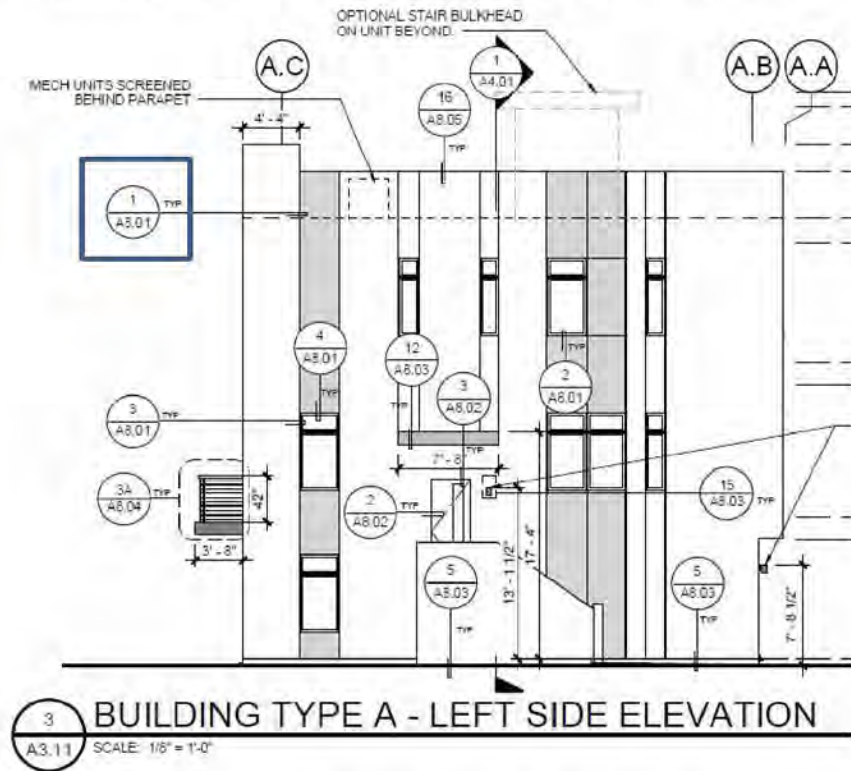 OPTIONAL STAIR BULKHEAD
ON UNIT BEYOND.
A.C
1
A4.01
A.B
A.A
MECH UNITS SCREENED
BEHIND PARAPET
4' - 4"
16
A8.05
TYP
1
A8.01
TYP
4
A8.01
TYP
12
A8.03
TYP
3
A8.02
TYP
2
A8.01
TYP
3
A8.01
TYP
7' - 8"
3A
A8.04
TYP
42"
3' - 8"
2
A8.02
TYP
15
A8.03
TYP
13' - 1 1/2"
17' - 4"
5
A8.03
TYP
5
A8.03
TYP
7' - 8 1/2"
3
A3.11
BUILDING TYPE A - LEFT SIDE ELEVATION
SCALE: 1/8" = 1'-0"